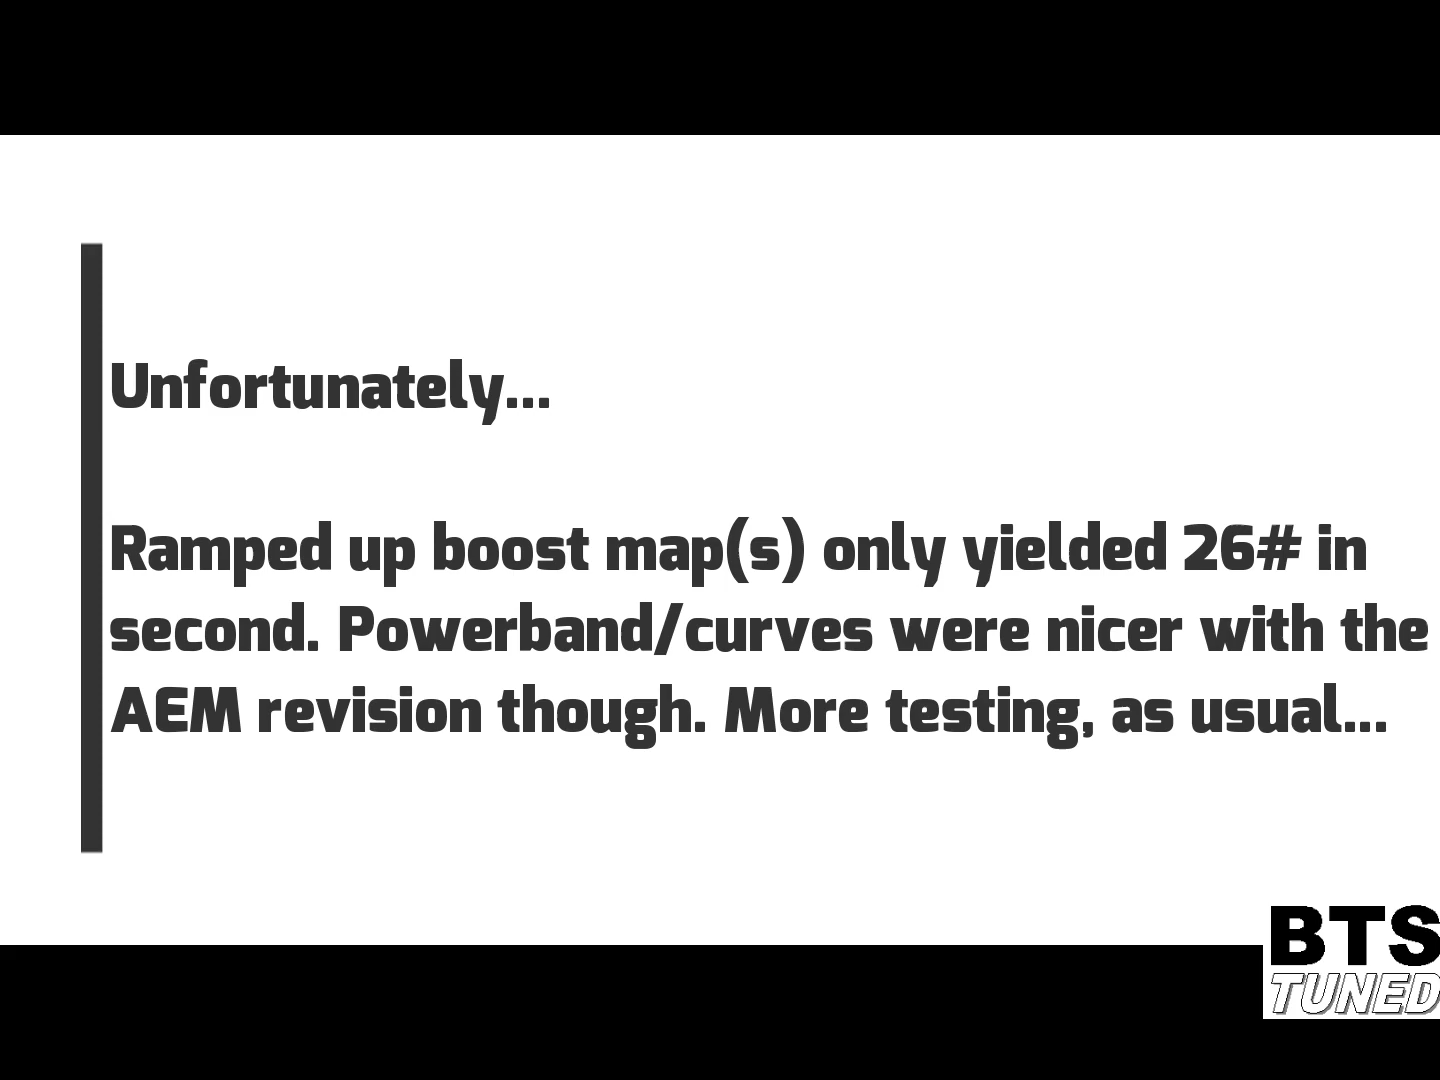 Unfortunately...
Ramped up boost map(s) only yielded 26# in
second. Powerband/curves were nicer with the
AEM revision though. More testing, as usual...
BTS
TUNED